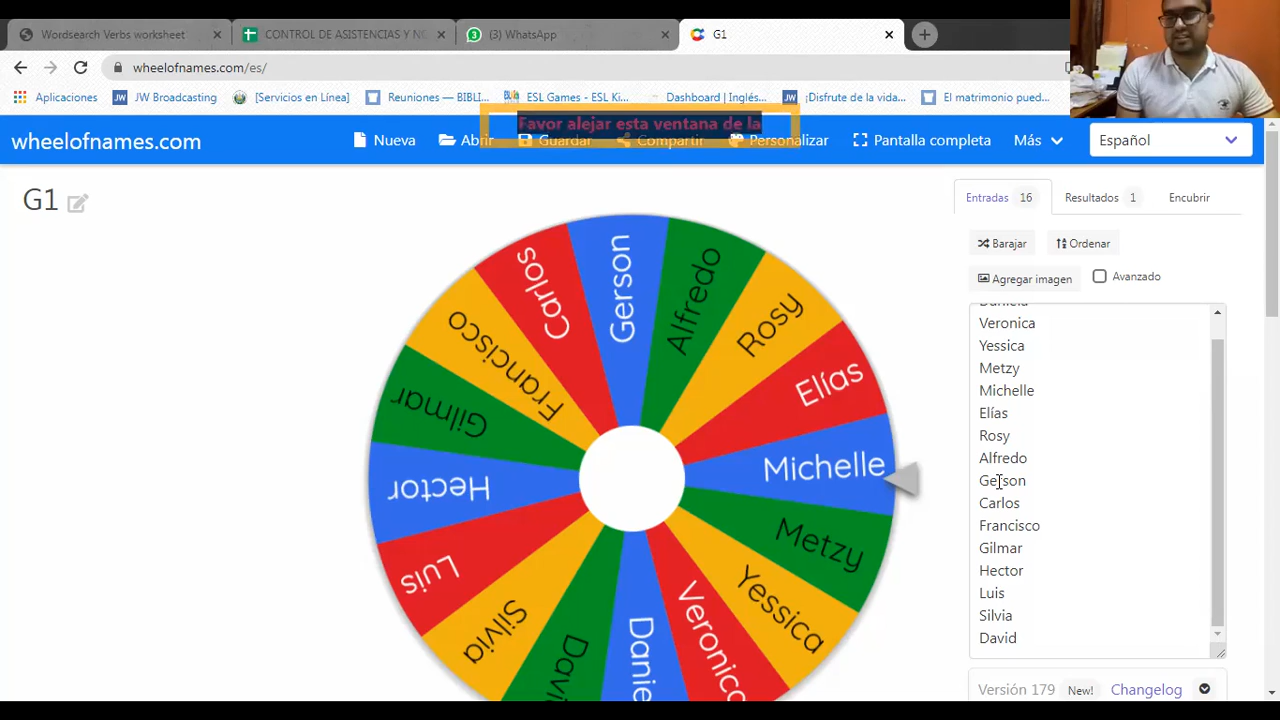 Wordsearch Verbs worksheet
CONTROL DE ASISTENCIAS Y NO
(3) WhatsApp
G1
wheelofnames.com/es/
Aplicaciones
JW Broadcasting
[Servicios en Línea]
Reuniones — BIBLI...
ESL Games - ESL Ki...
Dashboard | Inglés...
¡Disfrute de la vida...
El matrimonio pued...
Favor alejar esta ventana de la
wheelofnames.com
Nueva
Abrir
Guardar
Compartir
Personalizar
Pantalla completa
Más
Español
G1
Entradas 16
Resultados 1
Encubrir
Barajar
Ordenar
Agregar imagen
Avanzado
Daniela
Veronica
Yessica
Metzy
Michelle
Elías
Rosy
Alfredo
Gerson
Carlos
Francisco
Gilmar
Hector
Luis
Silvia
David
Gerson
Alfredo
Rosy
Elías
Michelle
Metzy
Yessica
Veronica
Danie
Davi
Silvia
Luis
Hector
Gilmar
Francisco
Carlos
Versión 179
New!
Changelog